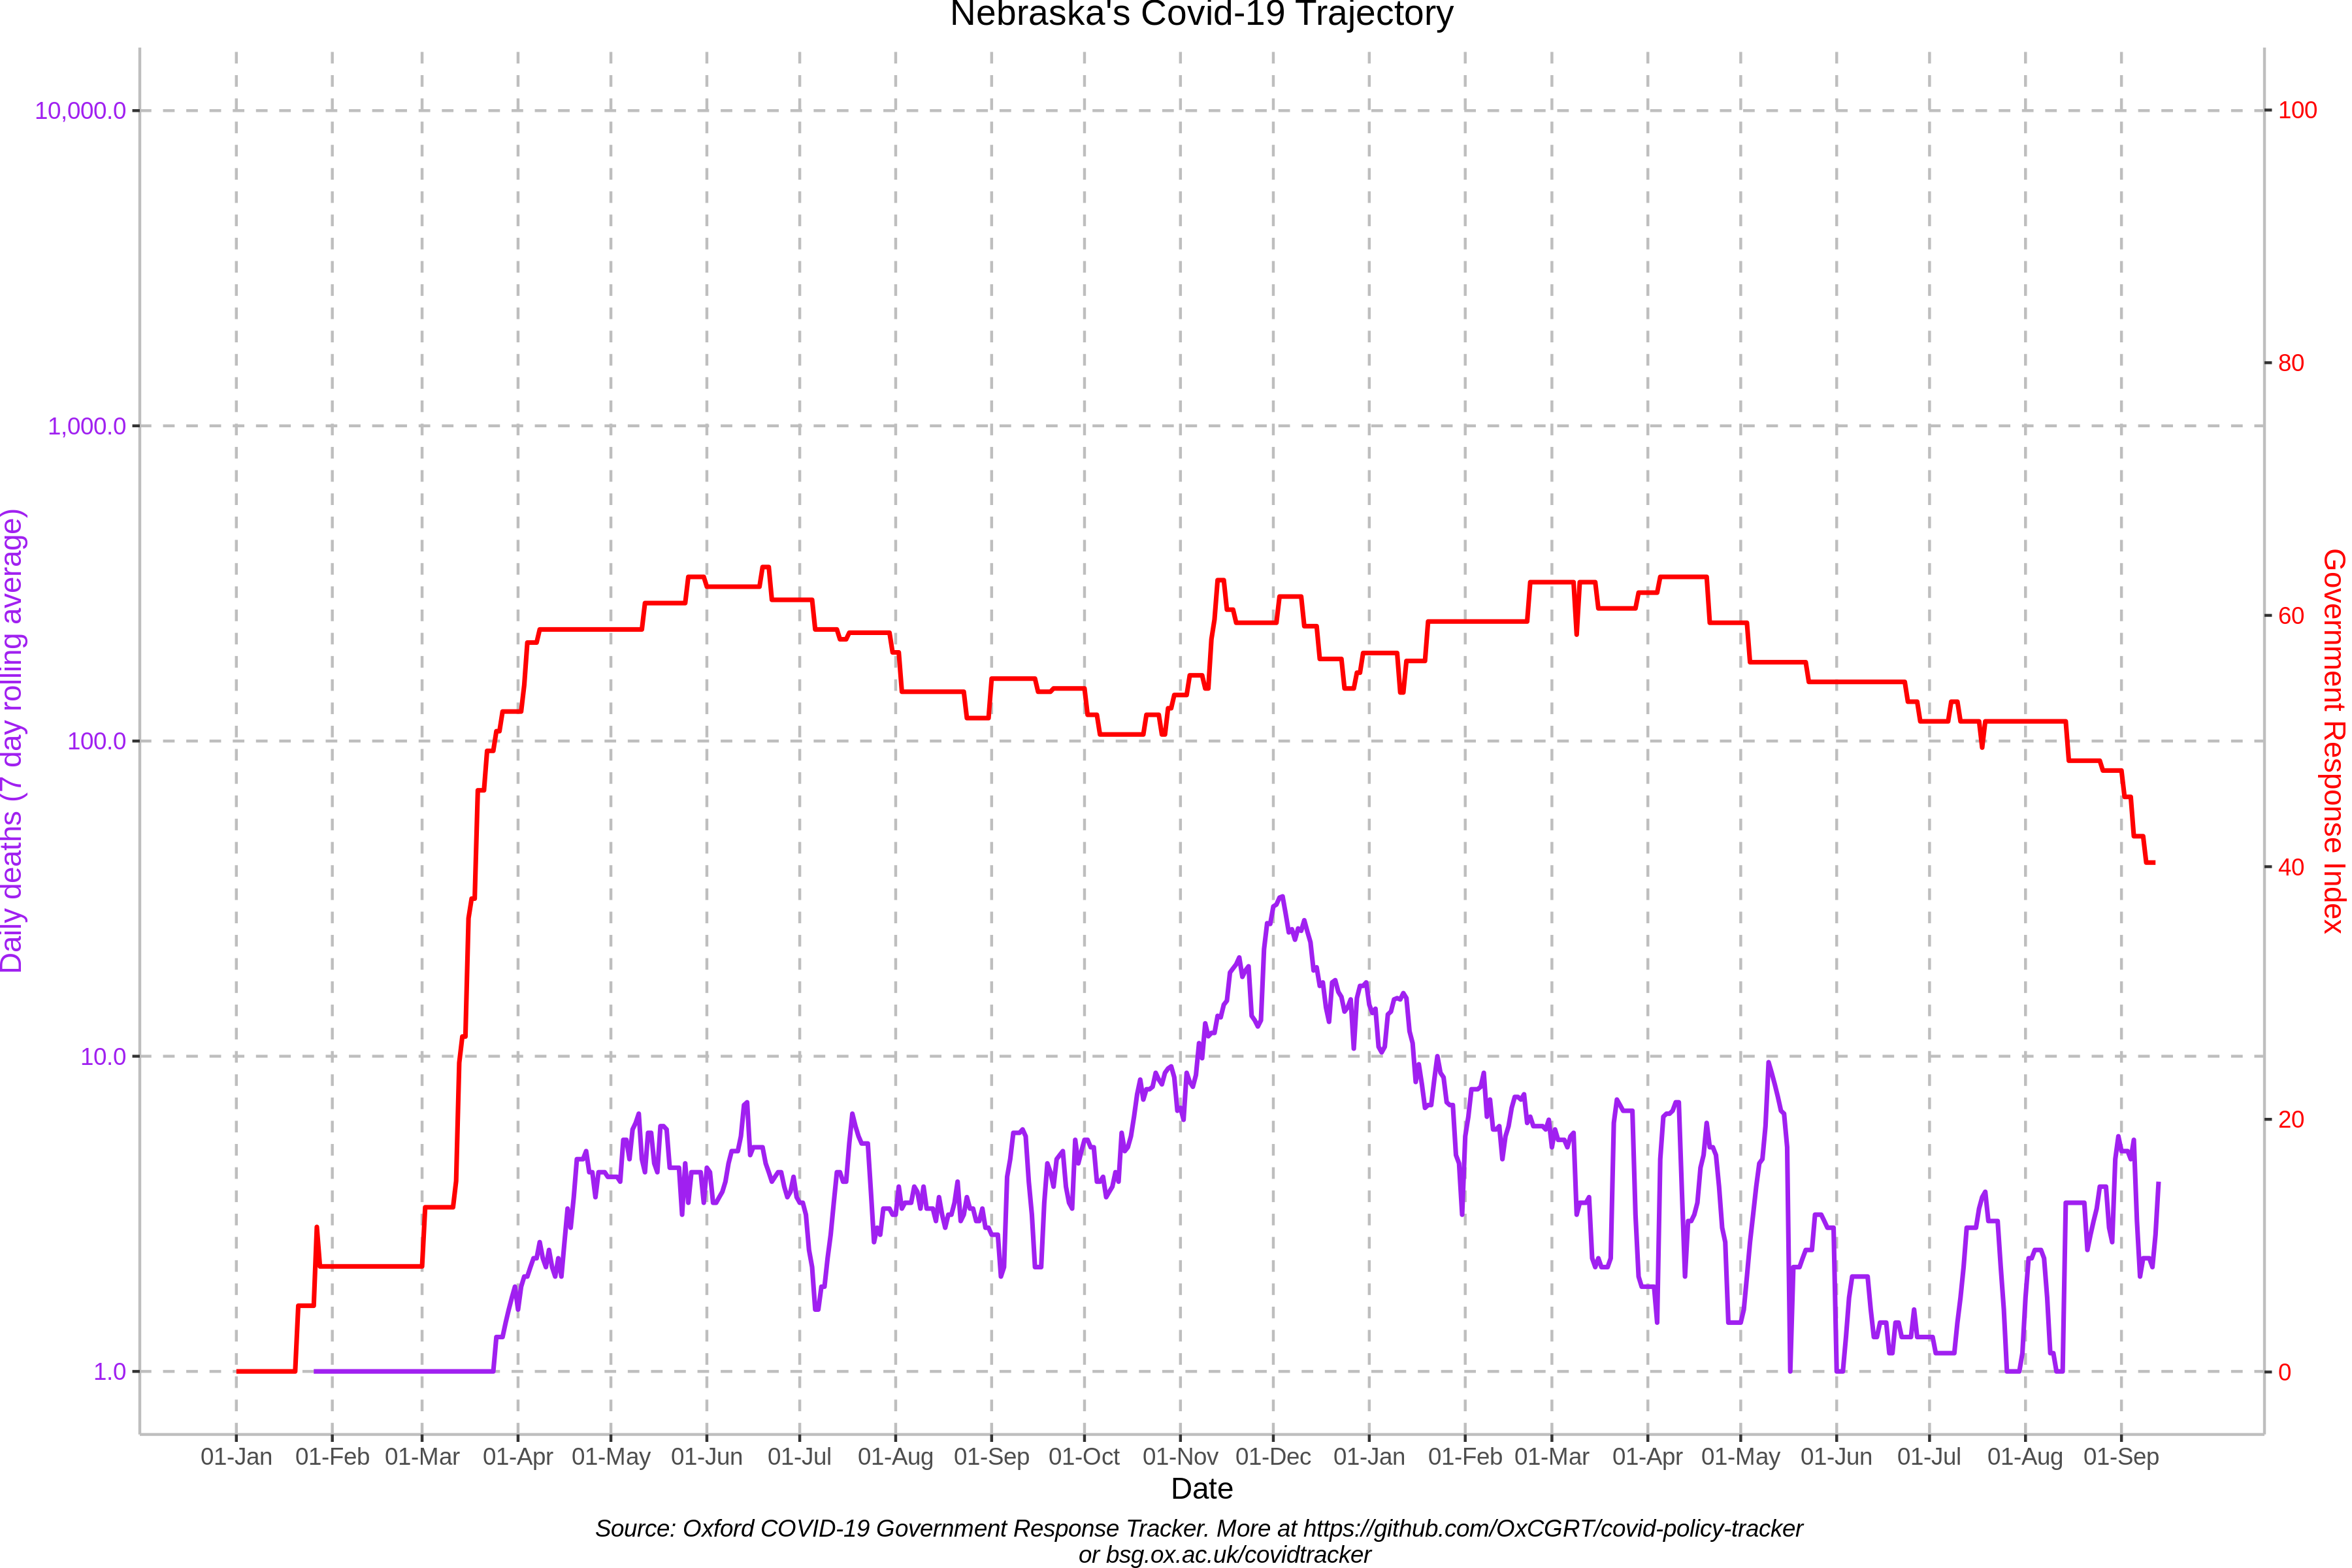 Nebraska's Covid-19 Trajectory
10,000.0
1,000.0
100.0
10.0
1.0
Daily deaths (7 day rolling average)
100
80
60
40
20
0
Government Response Index
01-Jan 01-Feb 01-Mar 01-Apr 01-May 01-Jun 01-Jul 01-Aug 01-Sep 01-Oct 01-Nov 01-Dec 01-Jan 01-Feb 01-Mar 01-Apr 01-May 01-Jun 01-Jul 01-Aug 01-Sep
Date
Source: Oxford COVID-19 Government Response Tracker. More at https://github.com/OxCGRT/covid-policy-tracker
or bsg.ox.ac.uk/covidtracker